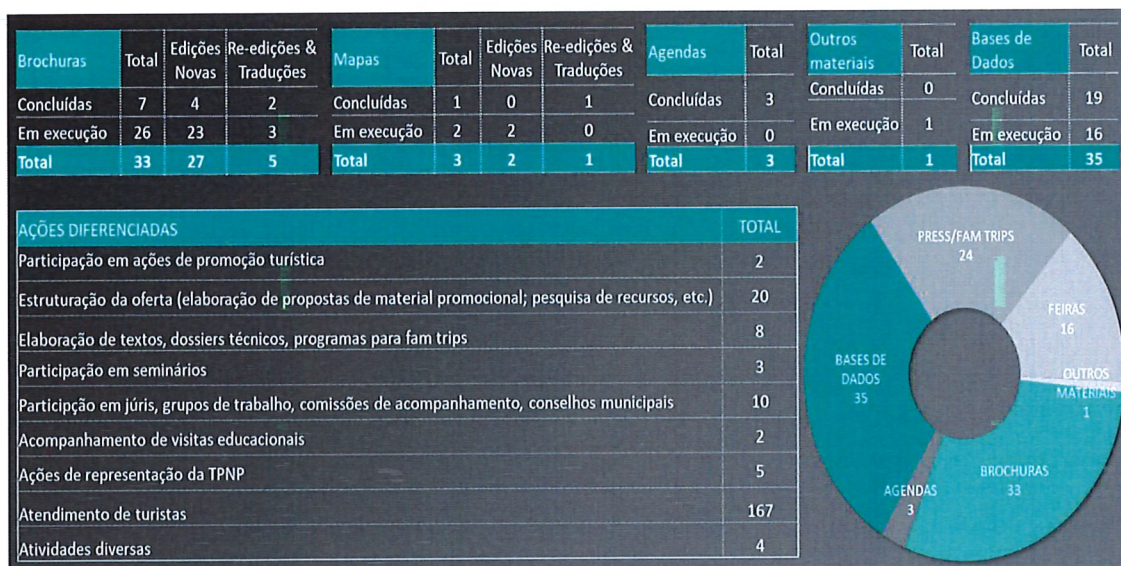 Brochuras Total Edições Novas Re-edições & Traduções
Concluídas 7 4 2
Em execução 26 23 3
Total 33 27 5
Mapas Total Edições Novas Re-edições & Traduções
Concluídas 1 0 1
Em execução 2 2 0
Total 3 2 1
Agendas Total
Concluídas 3
Em execução 0
Total 3
Outros materiais Total
Concluídas 0
Em execução 1
Total 1
Bases de Dados Total
Concluídas 19
Em execução 16
Total 35
AÇÕES DIFERENCIADAS TOTAL
Participação em ações de promoção turística 2
Estruturação da oferta (elaboração de propostas de material promocional; pesquisa de recursos, etc.) 20
Elaboração de textos, dossiers técnicos, programas para fam trips 8
Participação em seminários 3
Participção em júris, grupos de trabalho, comissões de acompanhamento, conselhos municipais 10
Acompanhamento de visitas educacionais 2
Ações de representação da TPNP 5
Atendimento de turistas 167
Atividades diversas 4
PRESS/FAM TRIPS
24
FEIRAS
16
OUTROS
MATERIAIS
1
BROCHURAS
33
AGENDAS
3
BASES DE
DADOS
35